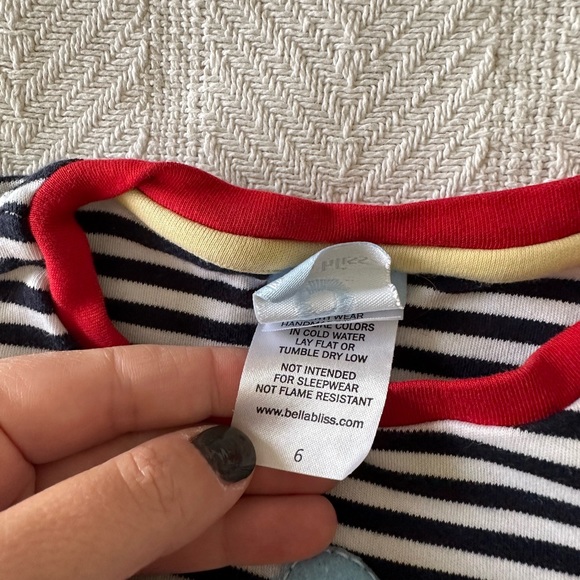 bliss
HAND WASH COLORS
IN COLD WATER
LAY FLAT OR
TUMBLE DRY LOW
NOT INTENDED
FOR SLEEPWEAR
NOT FLAME RESISTANT
www.bellabliss.com
6